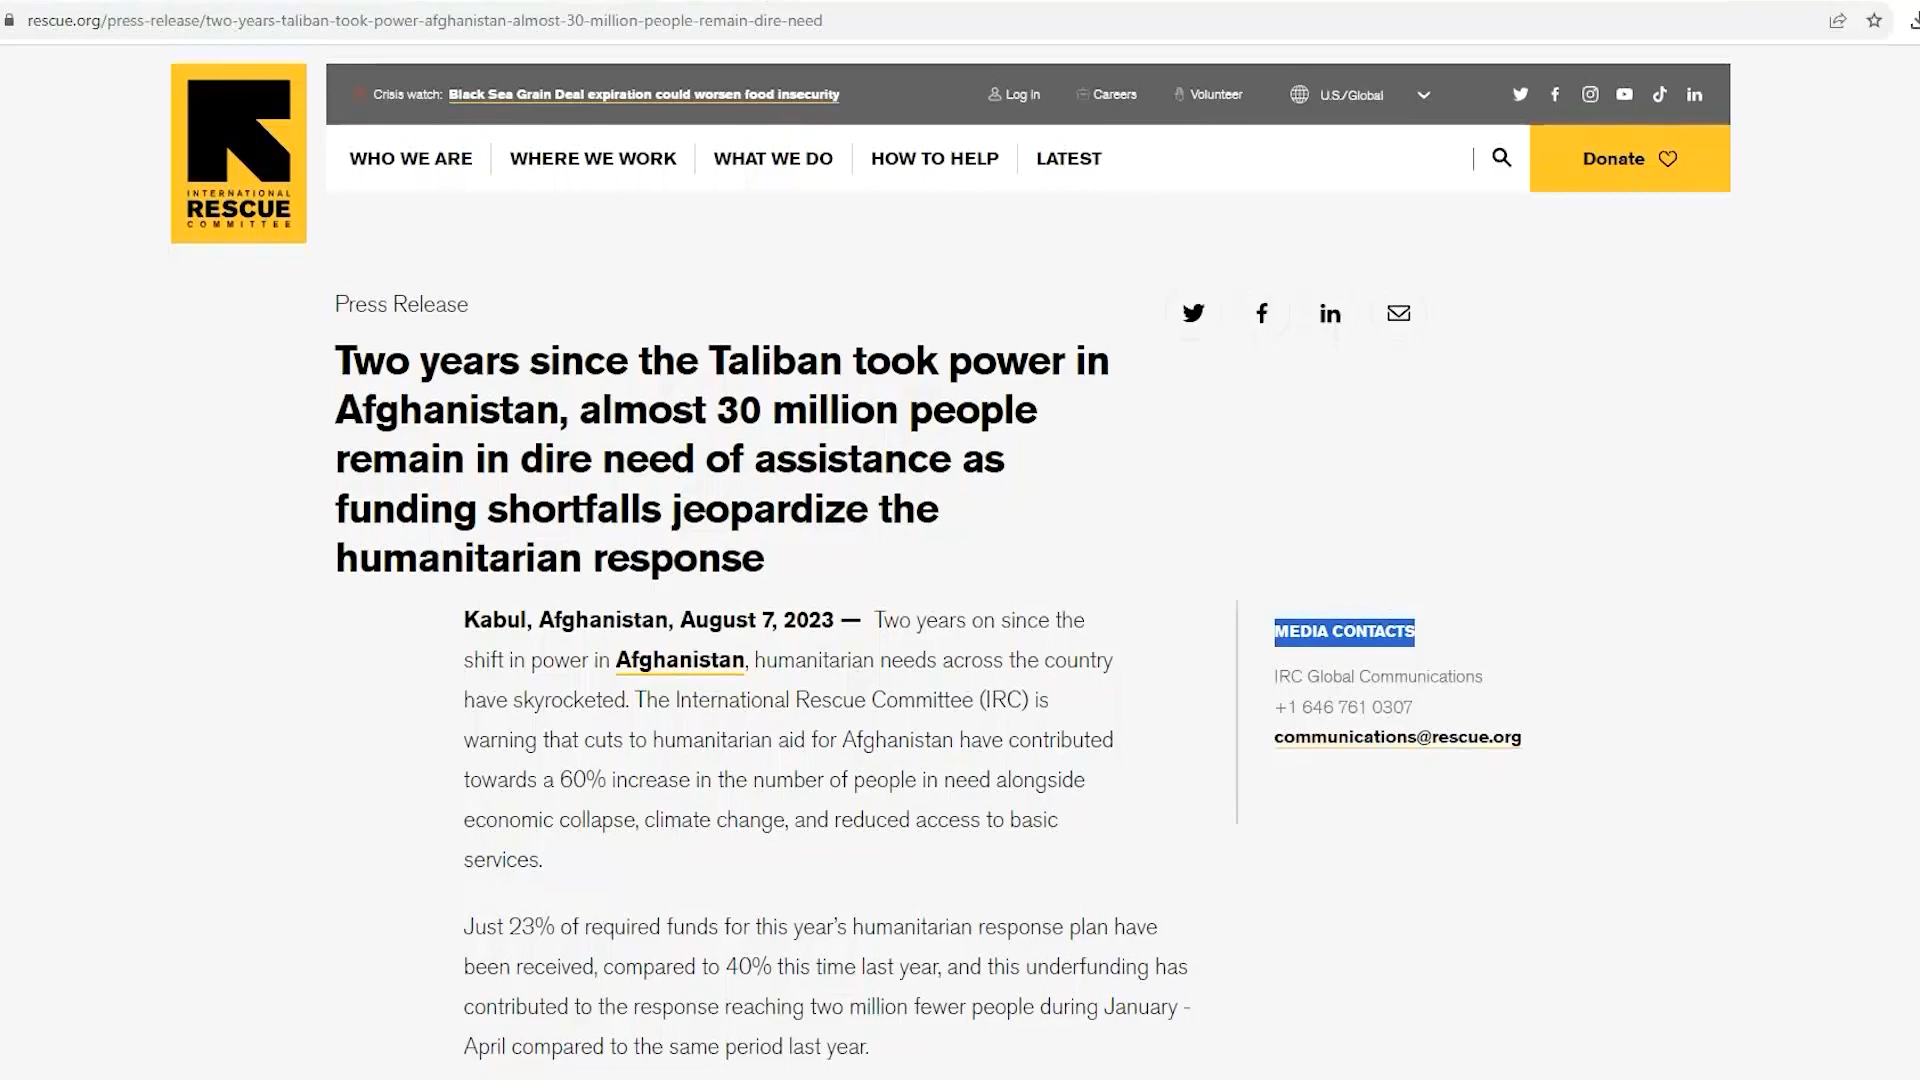 rescue.org/press-release/two-years-taliban-took-power-afghanistan-almost-30-million-people-remain-dire-need
Crisis watch: Black Sea Grain Deal expiration could worsen food insecurity
Log In
Careers
Volunteer
U.S./Global
INTERNATIONAL
RESCUE
COMMITTEE
WHO WE ARE
WHERE WE WORK
WHAT WE DO
HOW TO HELP
LATEST
Donate
Press Release
Two years since the Taliban took power in
Afghanistan, almost 30 million people
remain in dire need of assistance as
funding shortfalls jeopardize the
humanitarian response
Kabul, Afghanistan, August 7, 2023 — Two years on since the
shift in power in Afghanistan, humanitarian needs across the country
have skyrocketed. The International Rescue Committee (IRC) is
warning that cuts to humanitarian aid for Afghanistan have contributed
towards a 60% increase in the number of people in need alongside
economic collapse, climate change, and reduced access to basic
services.
Just 23% of required funds for this year’s humanitarian response plan have
been received, compared to 40% this time last year, and this underfunding has
contributed to the response reaching two million fewer people during January -
April compared to the same period last year.
MEDIA CONTACTS
IRC Global Communications
+1 646 761 0307
communications@rescue.org